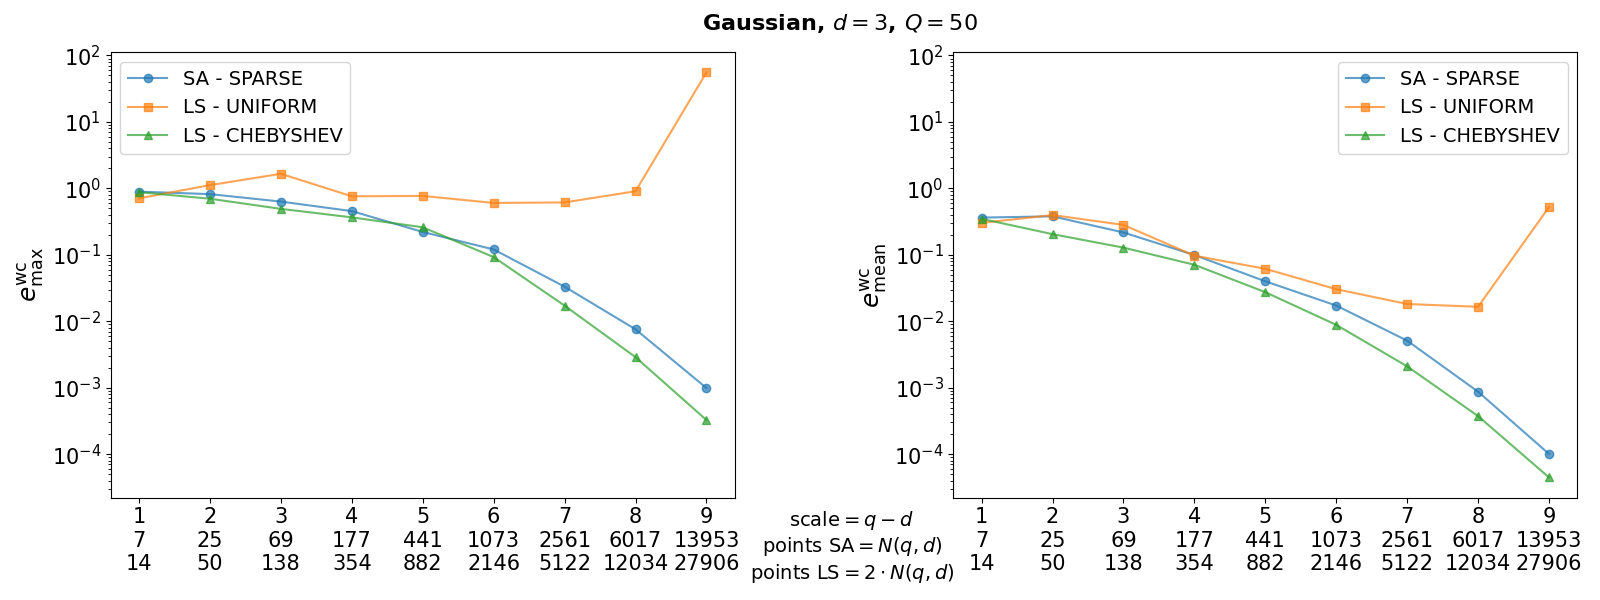 Gaussian, d = 3, Q = 50
10^2
10^1
10^0
10^-1
10^-2
10^-3
10^-4
e^wc_max
SA - SPARSE
LS - UNIFORM
LS - CHEBYSHEV
1 2 3 4 5 6 7 8 9
7 25 69 177 441 1073 2561 6017 13953
14 50 138 354 882 2146 5122 12034 27906
scale = q − d
points SA = N(q, d)
points LS = 2 · N(q, d)
10^2
10^1
10^0
10^-1
10^-2
10^-3
10^-4
e^wc_mean
SA - SPARSE
LS - UNIFORM
LS - CHEBYSHEV
1 2 3 4 5 6 7 8 9
7 25 69 177 441 1073 2561 6017 13953
14 50 138 354 882 2146 5122 12034 27906